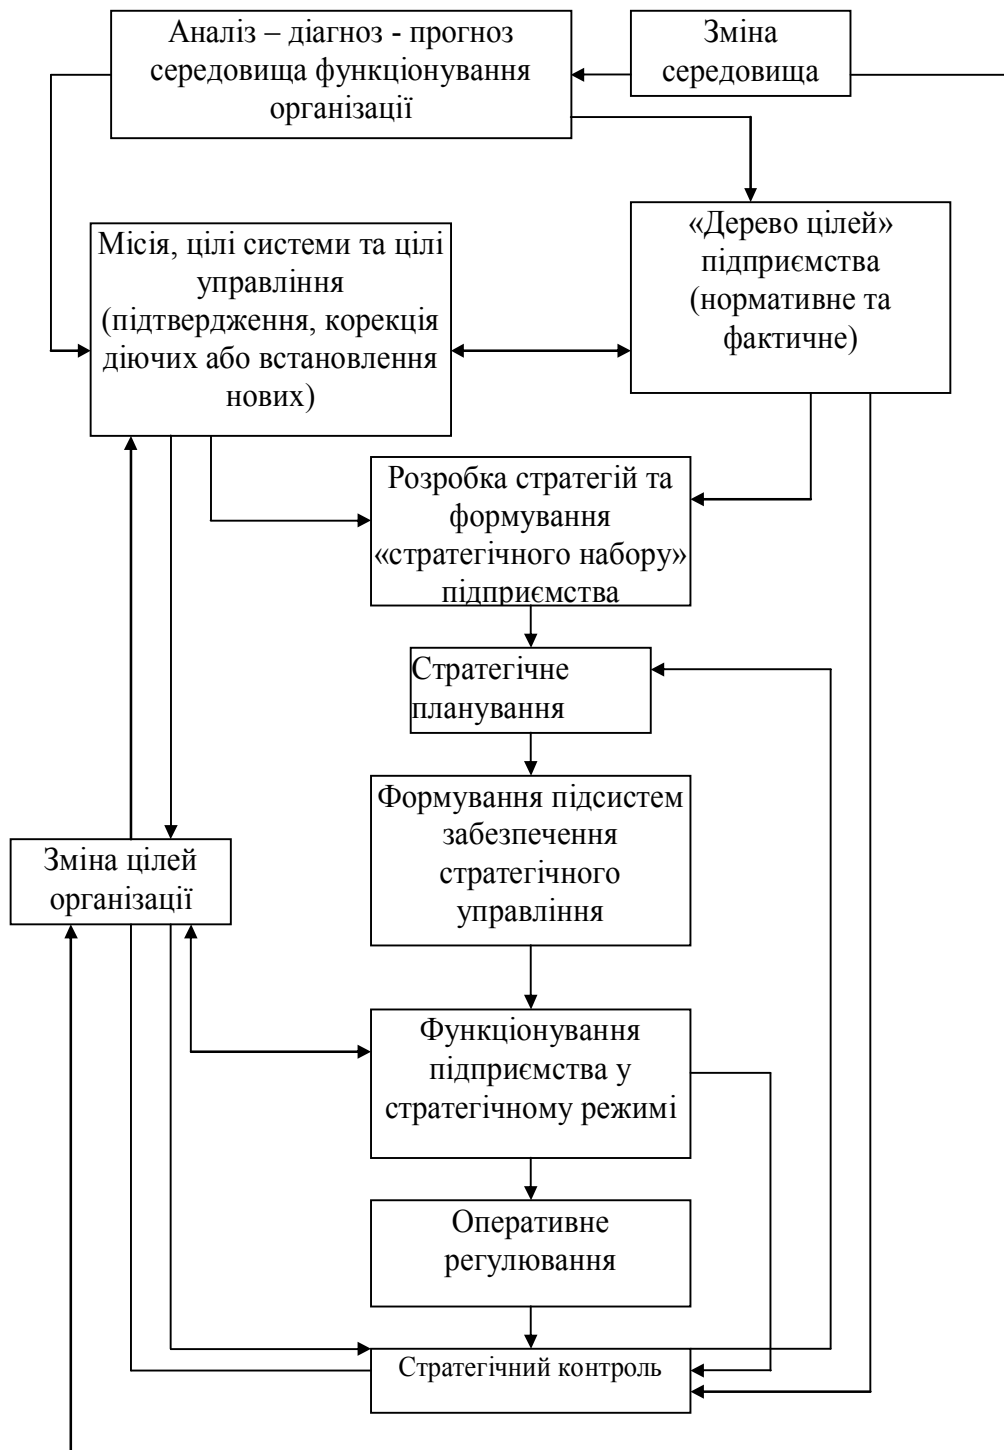 Аналіз – діагноз - прогноз
середовища функціонування
організації
Зміна
середовища
Місія, цілі системи та цілі
управління
(підтвердження, корекція
діючих або встановлення
нових)
«Дерево цілей»
підприємства
(нормативне та
фактичне)
Розробка стратегій та
формування
«стратегічного набору»
підприємства
Стратегічне
планування
Формування підсистем
забезпечення
стратегічного
управління
Зміна цілей
організації
Функціонування
підприємства у
стратегічному режимі
Оперативне
регулювання
Стратегічний контроль